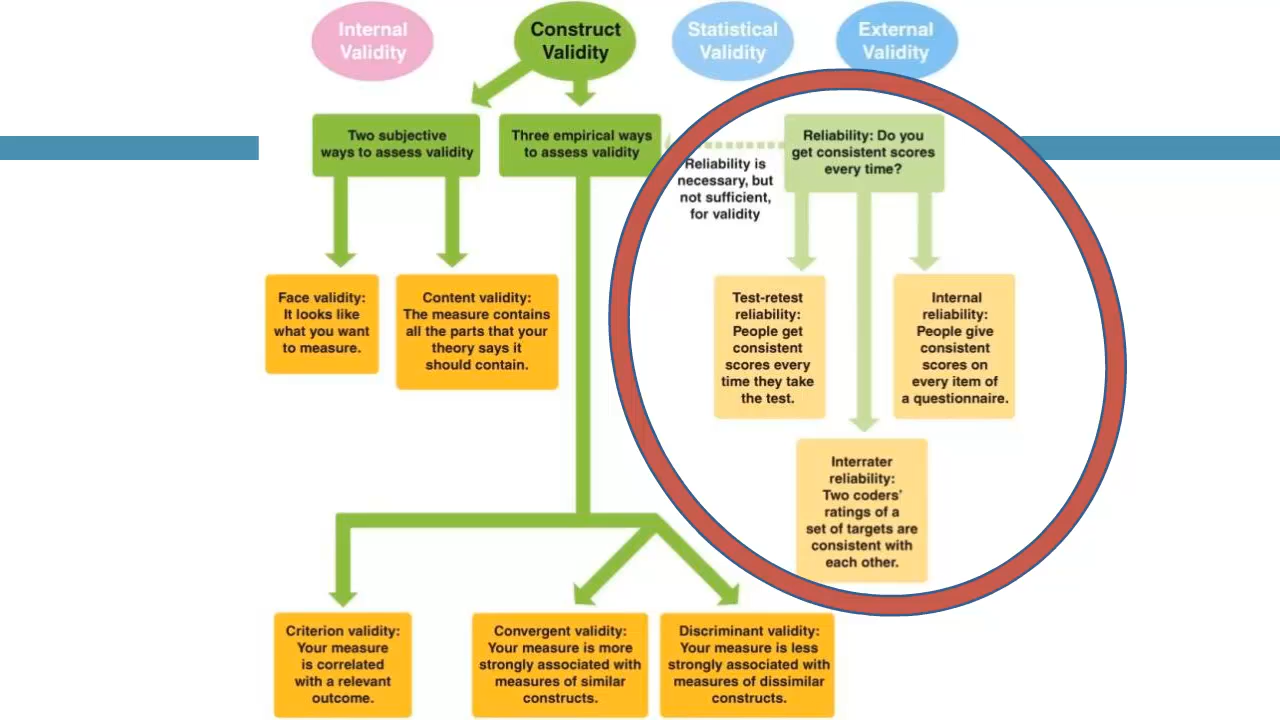 Internal
Validity
Construct
Validity
Statistical
Validity
External
Validity
Two subjective
ways to assess validity
Three empirical ways
to assess validity
Reliability is
necessary, but
not sufficient,
for validity
Reliability: Do you
get consistent scores
every time?
Face validity:
It looks like
what you want
to measure.
Content validity:
The measure contains
all the parts that your
theory says it
should contain.
Test-retest
reliability:
People get
consistent
scores every
time they take
the test.
Internal
reliability:
People give
consistent
scores on
every item of
a questionnaire.
Interrater
reliability:
Two coders’
ratings of a
set of targets are
consistent with
each other.
Criterion validity:
Your measure
is correlated
with a relevant
outcome.
Convergent validity:
Your measure is more
strongly associated with
measures of similar
constructs.
Discriminant validity:
Your measure is less
strongly associated with
measures of dissimilar
constructs.